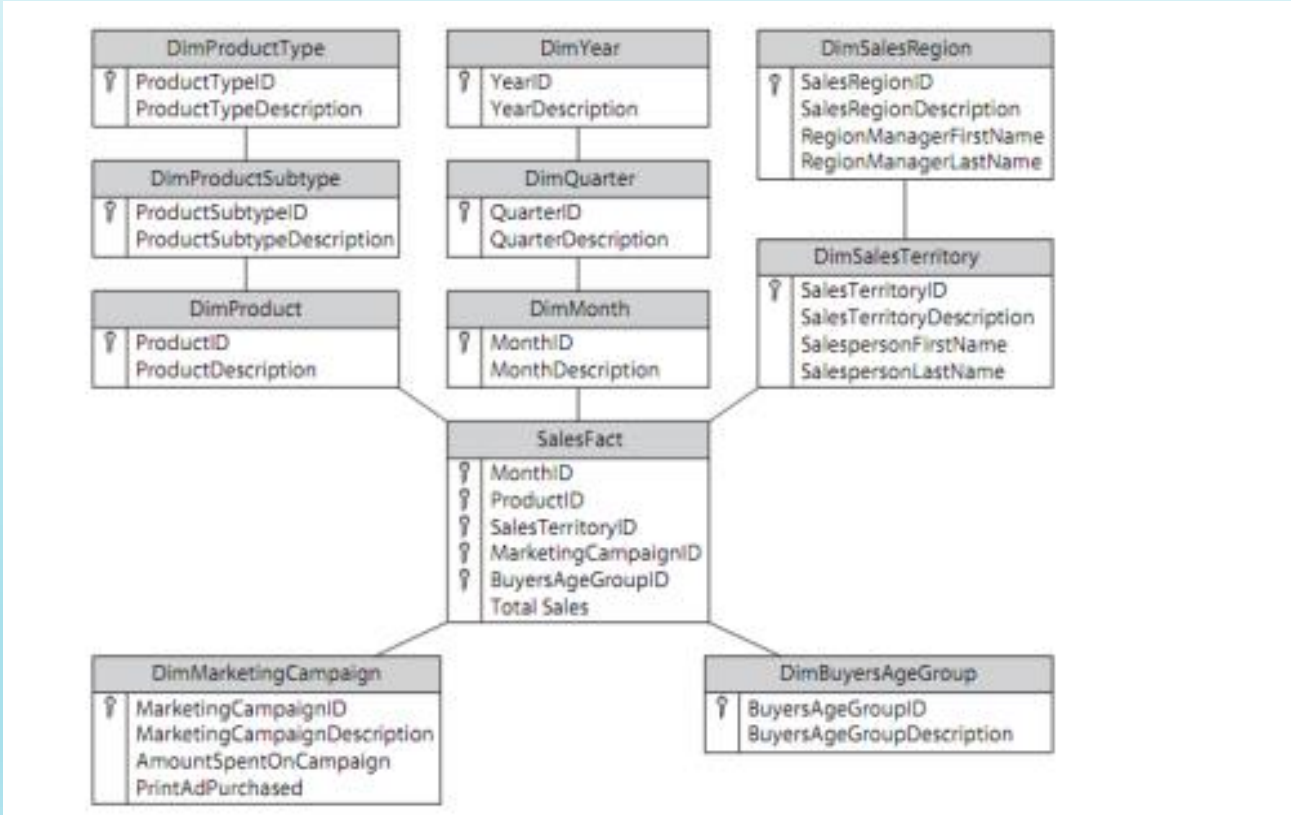 DimProductType
ProductTypeID
ProductTypeDescription
DimYear
YearID
YearDescription
DimSalesRegion
SalesRegionID
SalesRegionDescription
RegionManagerFirstName
RegionManagerLastName
DimProductSubtype
ProductSubtypeID
ProductSubtypeDescription
DimQuarter
QuarterID
QuarterDescription
DimSalesTerritory
SalesTerritoryID
SalesTerritoryDescription
SalespersonFirstName
SalespersonLastName
DimProduct
ProductID
ProductDescription
DimMonth
MonthID
MonthDescription
SalesFact
MonthID
ProductID
SalesTerritoryID
MarketingCampaignID
BuyersAgeGroupID
Total Sales
DimMarketingCampaign
MarketingCampaignID
MarketingCampaignDescription
AmountSpentOnCampaign
PrintAdPurchased
DimBuyersAgeGroup
BuyersAgeGroupID
BuyersAgeGroupDescription